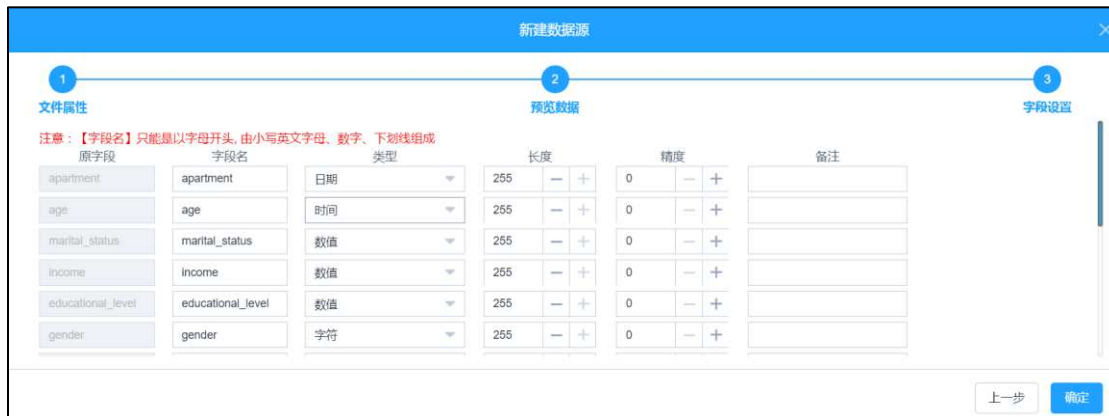 新建数据源
1 2 3
文件属性 预览数据 字段设置
注意：【字段名】只能是以字母开头, 由小写英文字母、数字、下划线组成
原字段 字段名 类型 长度 精度 备注
apartment apartment 日期 255 0
age age 时间 255 0
marital_status marital_status 数值 255 0
income income 数值 255 0
educational_level educational_level 数值 255 0
gender gender 字符 255 0
上一步 确定